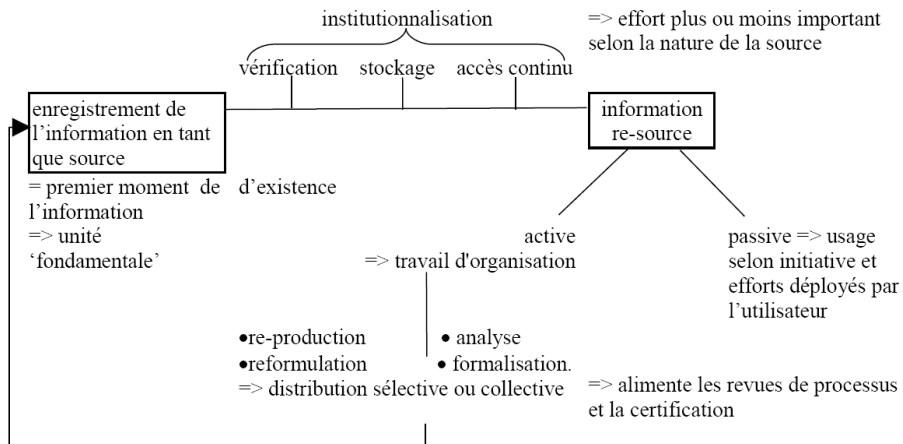 institutionnalisation
=> effort plus ou moins important
selon la nature de la source
vérification stockage accès continu
enregistrement de
l'information en tant
que source
information
re-source
= premier moment de d'existence
l'information
=> unité
'fondamentale'
active
=> travail d'organisation
passive => usage
selon initiative et
efforts déployés par
l'utilisateur
•re-production • analyse
•reformulation • formalisation.
=> distribution sélective ou collective
=> alimente les revues de processus
et la certification